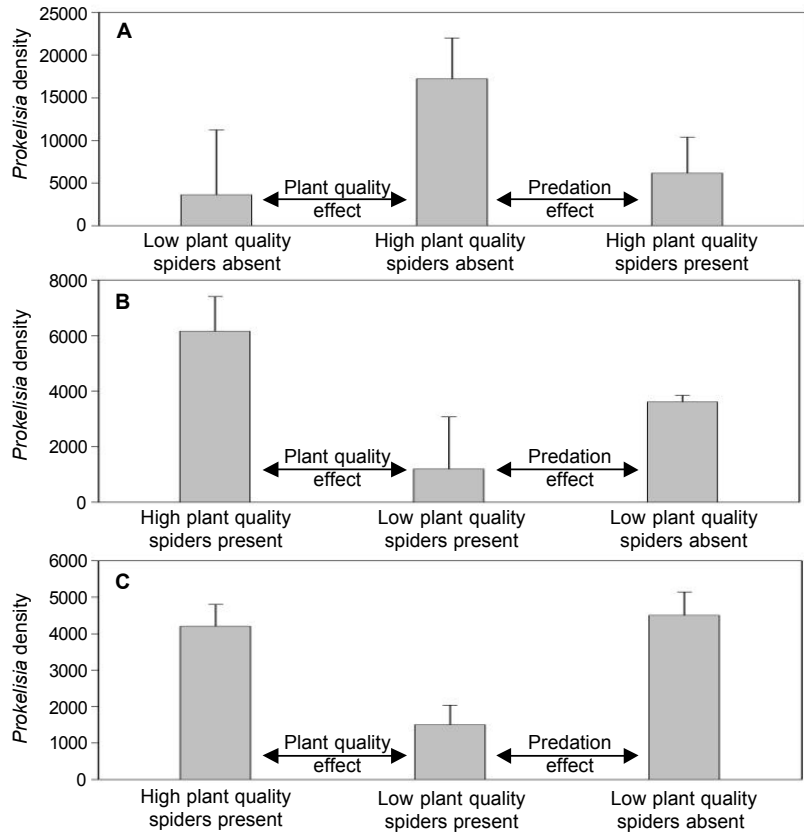 A
Prokelisia density
25000
20000
15000
10000
5000
0
Plant quality
effect
Predation
effect
Low plant quality
spiders absent
High plant quality
spiders absent
High plant quality
spiders present
B
Prokelisia density
8000
6000
4000
2000
0
Plant quality
effect
Predation
effect
High plant quality
spiders present
Low plant quality
spiders present
Low plant quality
spiders absent
C
Prokelisia density
6000
5000
4000
3000
2000
1000
0
Plant quality
effect
Predation
effect
High plant quality
spiders present
Low plant quality
spiders present
Low plant quality
spiders absent